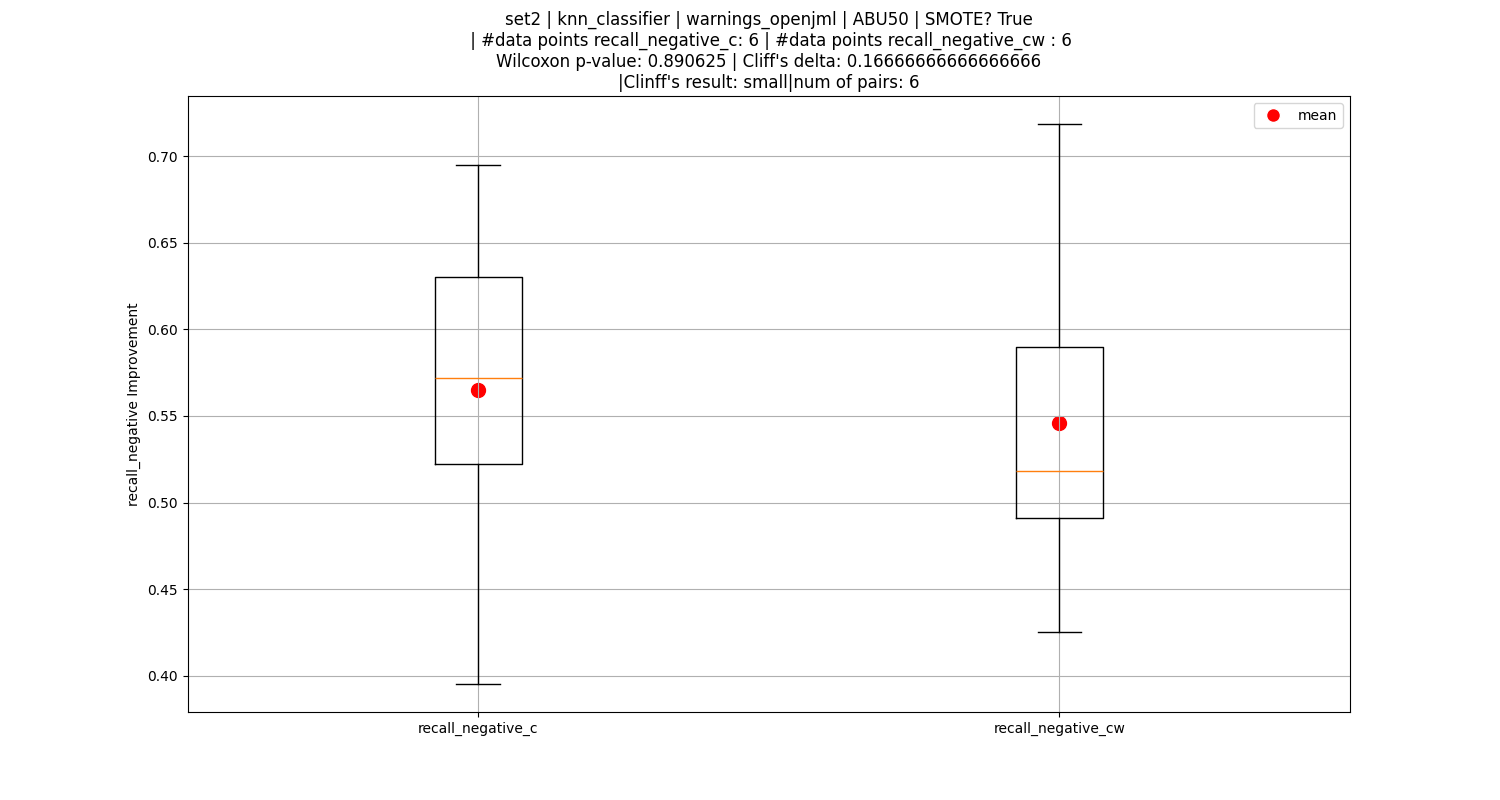 set2 | knn_classifier | warnings_openjml | ABU50 | SMOTE? True
| #data points recall_negative_c: 6 | #data points recall_negative_cw : 6
Wilcoxon p-value: 0.890625 | Cliff's delta: 0.16666666666666666
|Clinff's result: small|num of pairs: 6
mean
0.70
0.65
0.60
0.55
0.50
0.45
0.40
recall_negative Improvement
recall_negative_c
recall_negative_cw